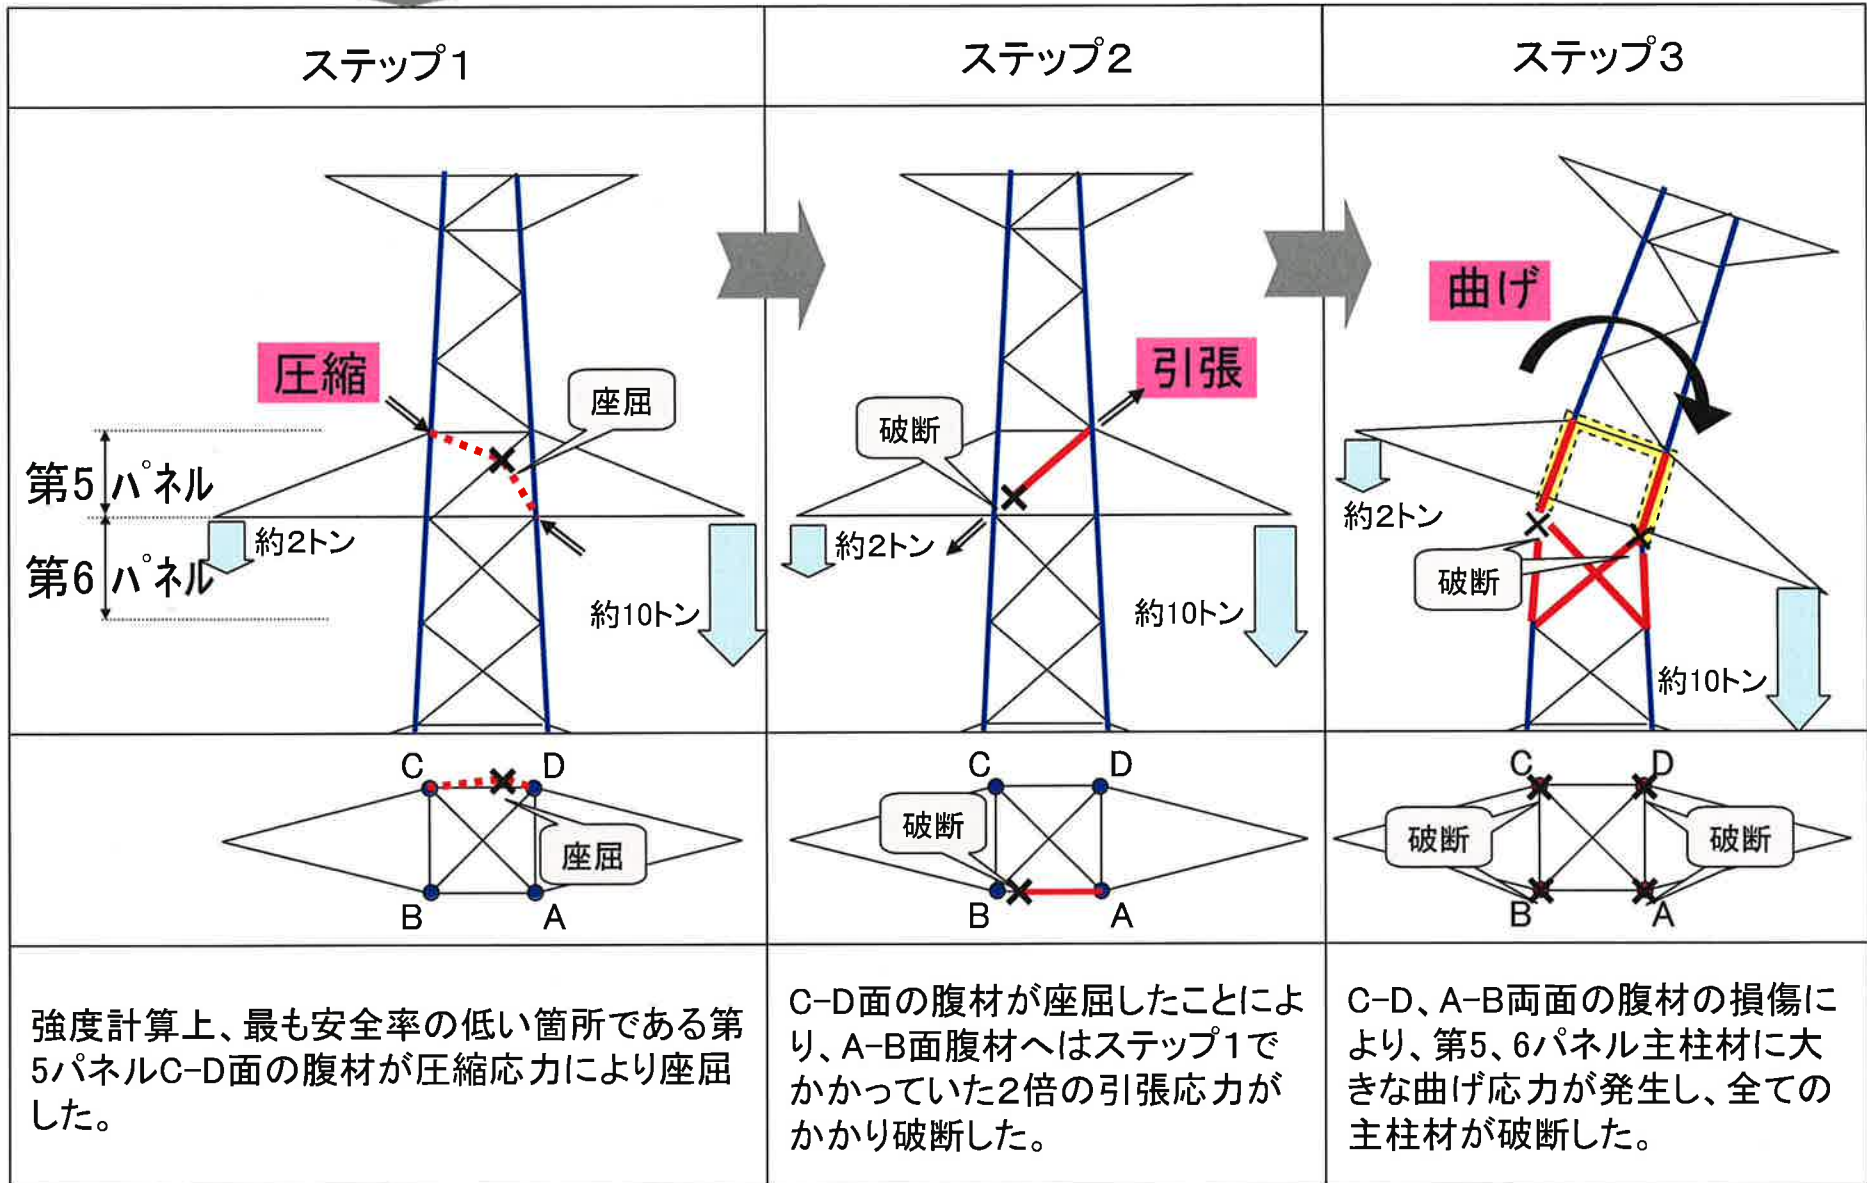 ステップ1
ステップ2
ステップ3
圧縮
座屈
第5パネル
第6パネル
約2トン
約10トン
引張
破断
約2トン
約10トン
曲げ
約2トン
破断
約10トン
C
D
座屈
B
A
C
D
破断
B
A
C
D
破断
破断
B
A
強度計算上、最も安全率の低い箇所である第
5パネルC-D面の腹材が圧縮応力により座屈
した。
C-D面の腹材が座屈したことによ
り、A-B面腹材へはステップ1で
かかっていた2倍の引張応力が
かかり破断した。
C-D、A-B両面の腹材の損傷に
より、第5、6パネル主柱材に大
きな曲げ応力が発生し、全ての
主柱材が破断した。